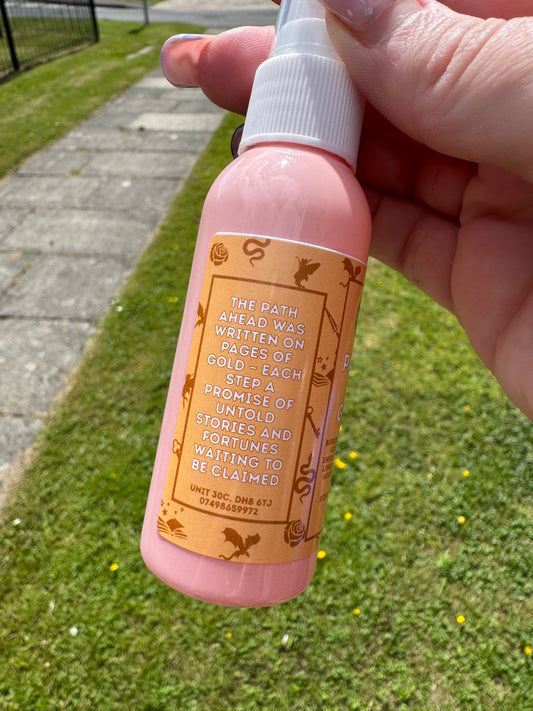 THE PATH
AHEAD WAS
WRITTEN ON
PAGES OF
GOLD – EACH
STEP A
PROMISE OF
UNTOLD
STORIES AND
FORTUNES
WAITING TO
BE CLAIMED
UNIT 30C, DH8 6TJ
07498659972